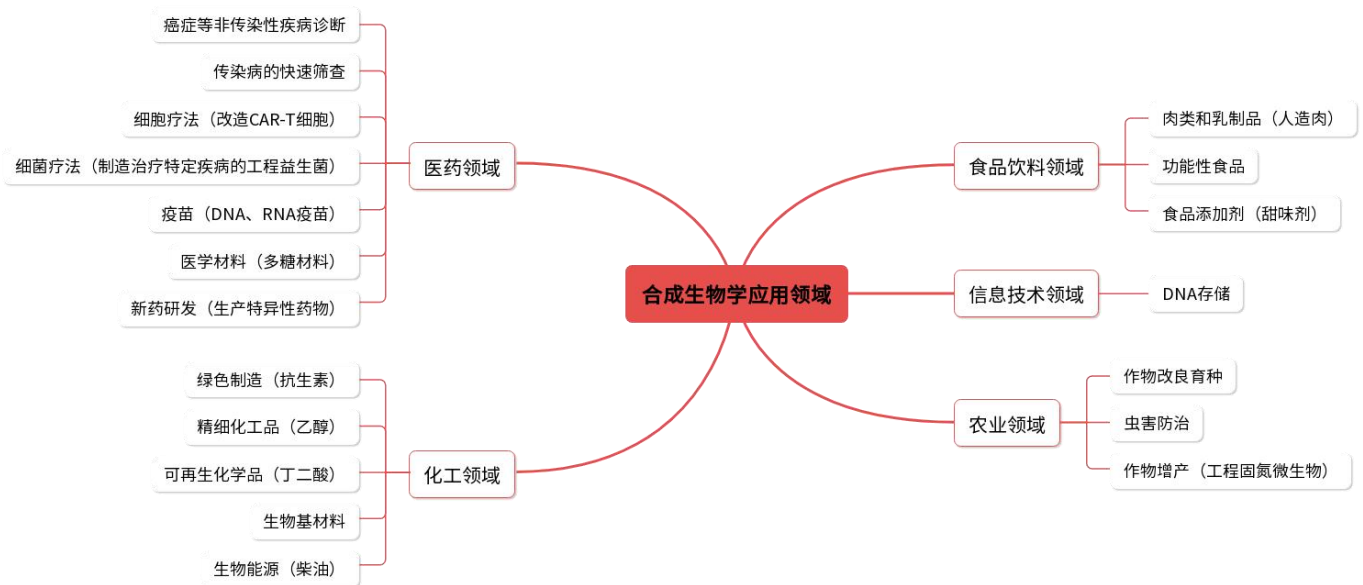 合成生物学应用领域
医药领域
癌症等非传染性疾病诊断
传染病的快速筛查
细胞疗法（改造CAR-T细胞）
细菌疗法（制造治疗特定疾病的工程益生菌）
疫苗（DNA、RNA疫苗）
医学材料（多糖材料）
新药研发（生产特异性药物）
化工领域
绿色制造（抗生素）
精细化工品（乙醇）
可再生化学品（丁二酸）
生物基材料
生物能源（柴油）
食品饮料领域
肉类和乳制品（人造肉）
功能性食品
食品添加剂（甜味剂）
信息技术领域
DNA存储
农业领域
作物改良育种
虫害防治
作物增产（工程固氮微生物）